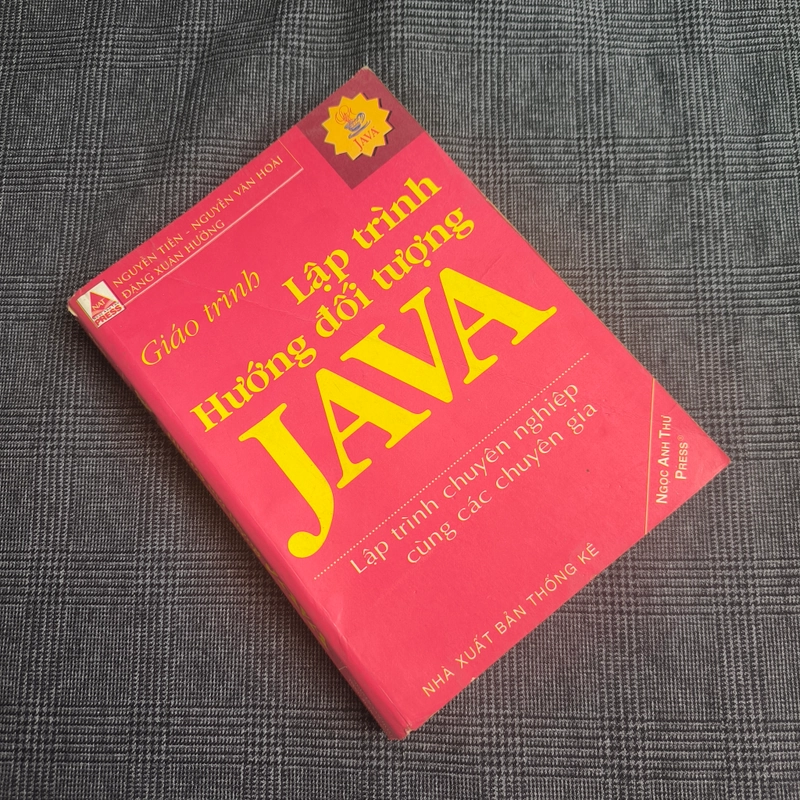 NGUYỄN TIẾN - NGUYỄN VĂN HOÀI
ĐẶNG XUÂN HƯỜNG
PRESS
JAVA
Giáo trình
Lập trình
Hướng đối tượng
JAVA
Lập trình chuyên nghiệp
cùng các chuyên gia
NGỌC ANH THƯ
PRESS
NHÀ XUẤT BẢN THỐNG KÊ